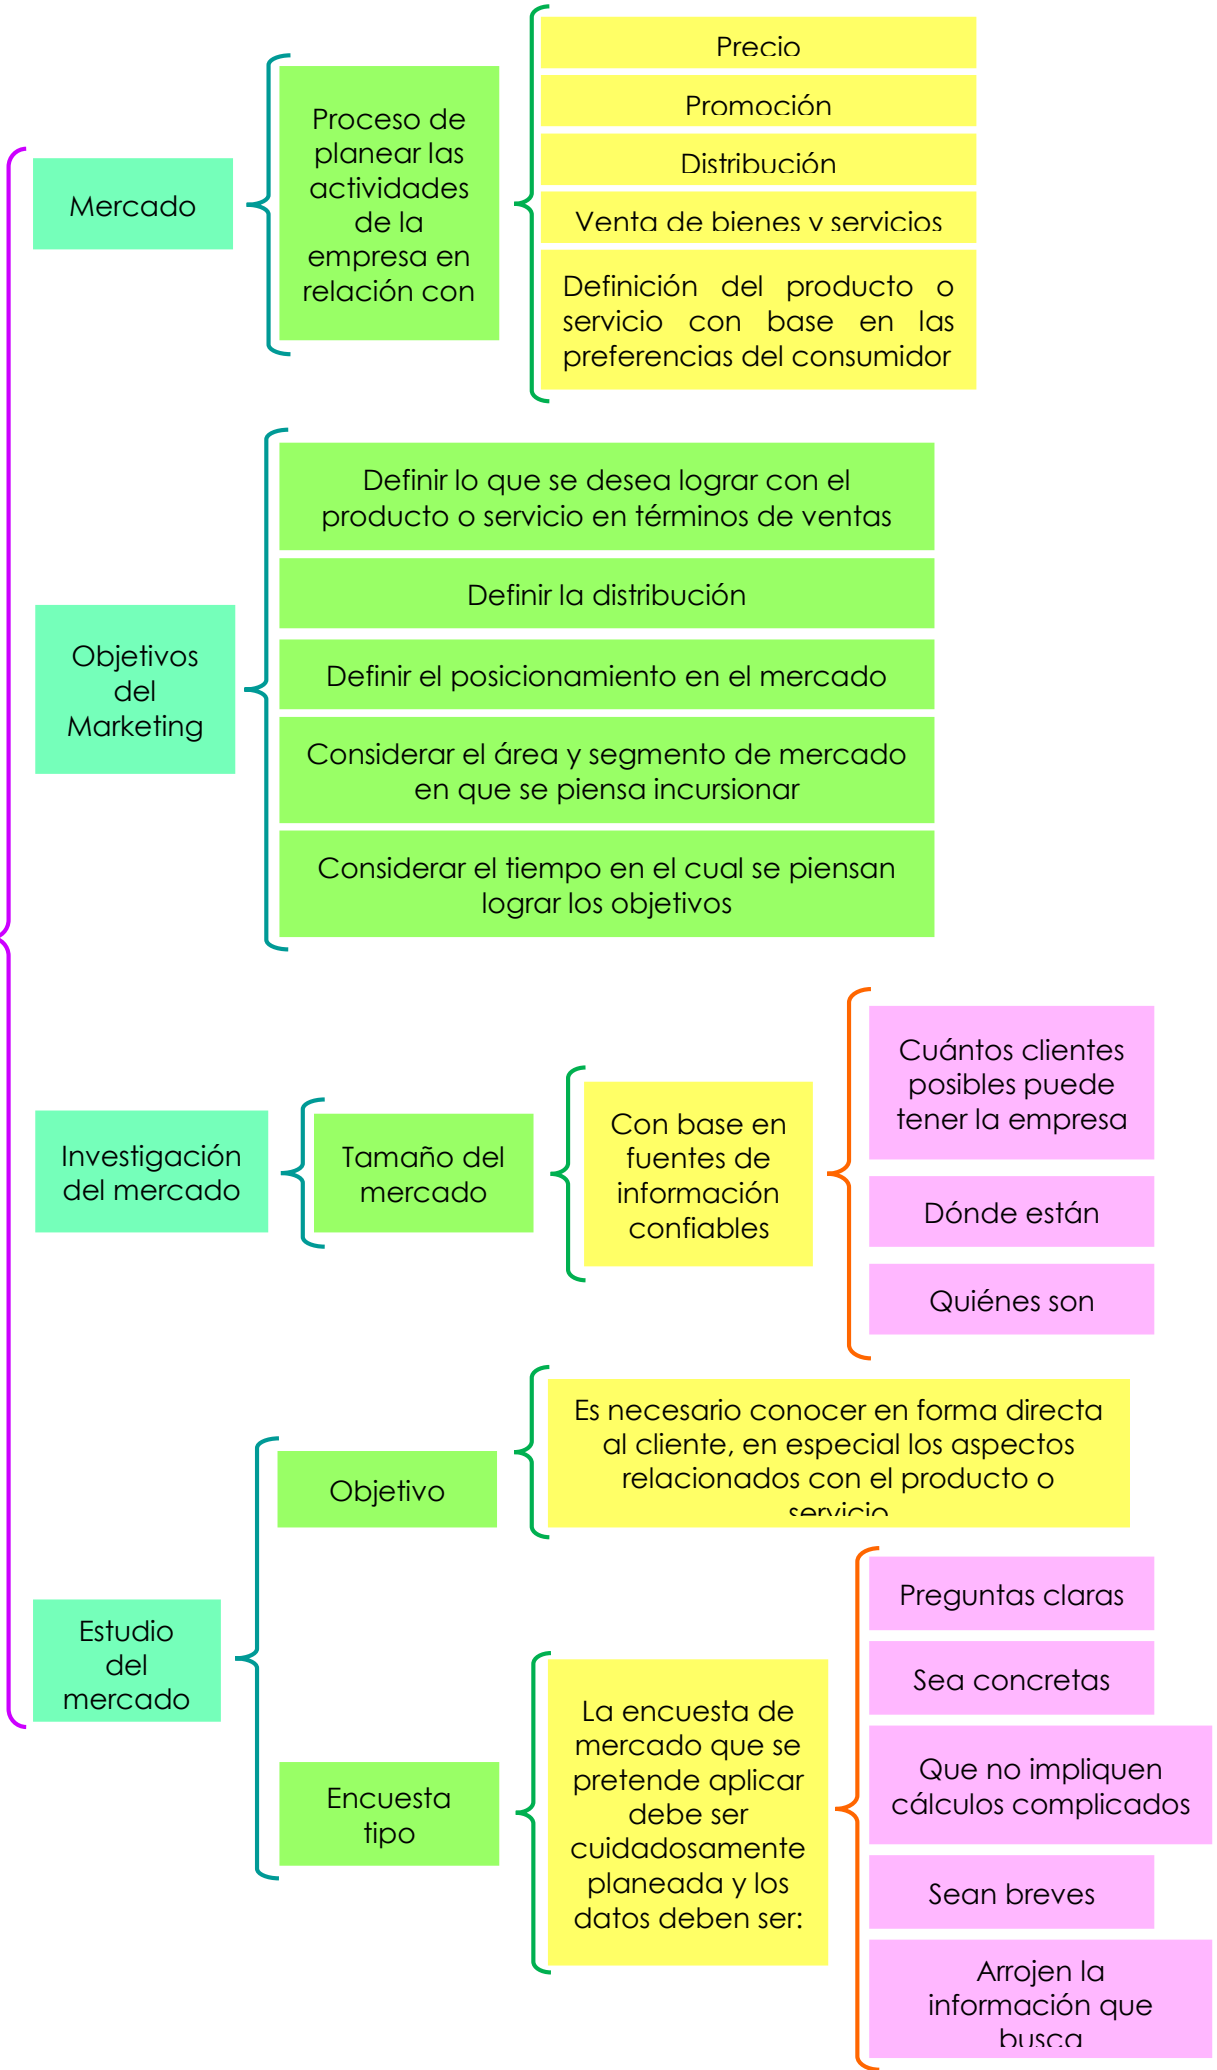 Mercado
Proceso de
planear las
actividades
de la
empresa en
relación con
Precio
Promoción
Distribución
Venta de bienes y servicios
Definición del producto o
servicio con base en las
preferencias del consumidor
Objetivos
del
Marketing
Definir lo que se desea lograr con el
producto o servicio en términos de ventas
Definir la distribución
Definir el posicionamiento en el mercado
Considerar el área y segmento de mercado
en que se piensa incursionar
Considerar el tiempo en el cual se piensan
lograr los objetivos
Investigación
del mercado
Tamaño del
mercado
Con base en
fuentes de
información
confiables
Cuántos clientes
posibles puede
tener la empresa
Dónde están
Quiénes son
Estudio
del
mercado
Objetivo
Es necesario conocer en forma directa
al cliente, en especial los aspectos
relacionados con el producto o
servicio
Encuesta
tipo
La encuesta de
mercado que se
pretende aplicar
debe ser
cuidadosamente
planeada y los
datos deben ser:
Preguntas claras
Sea concretas
Que no impliquen
cálculos complicados
Sean breves
Arrojen la
información que
busca